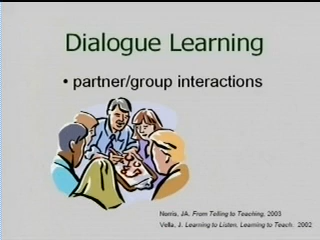 Dialogue Learning
• partner/group interactions
Norris, JA. From Telling to Teaching, 2003
Vella, J. Learning to Listen, Learning to Teach. 2002